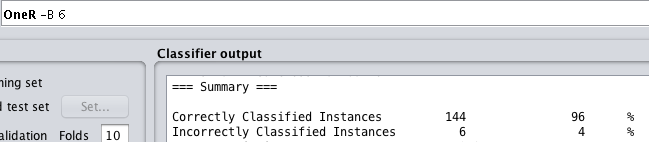 OneR -B 6
Classifier output
ning set
d test set Set...
alidation Folds 10
=== Summary ===
Correctly Classified Instances 144 96 %
Incorrectly Classified Instances 6 4 %